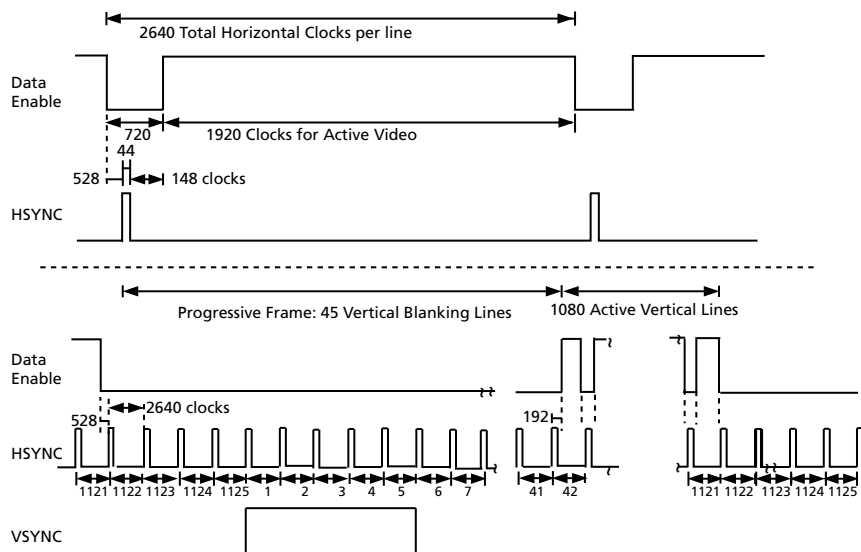 2640 Total Horizontal Clocks per line
Data
Enable
720
1920 Clocks for Active Video
44
528
148 clocks
HSYNC
Progressive Frame: 45 Vertical Blanking Lines
1080 Active Vertical Lines
Data
Enable
2640 clocks
528
192
HSYNC
1121 1122 1123 1124 1125 1 2 3 4 5 6 7 41 42 1121 1122 1123 1124 1125
VSYNC